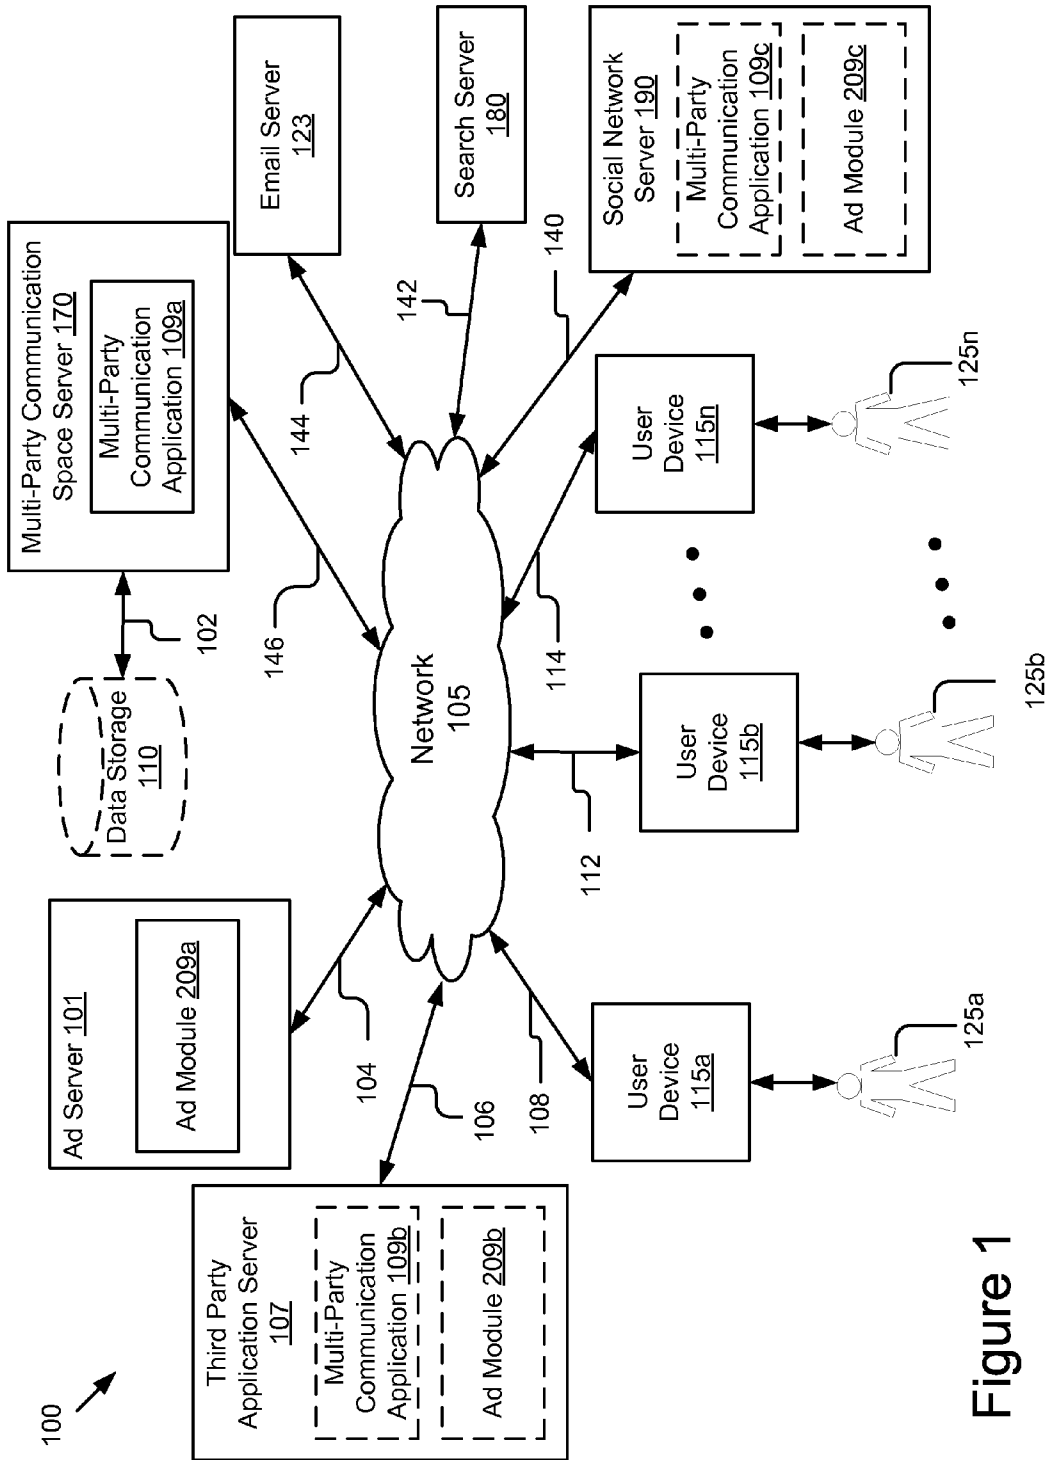 100
Third Party
Application Server
107
Multi-Party
Communication
Application 109b
Ad Module 209b
Ad Server 101
Ad Module 209a
Data Storage
110
102
Multi-Party Communication
Space Server 170
Multi-Party
Communication
Application 109a
Email Server
123
Search Server
180
Social Network
Server 190
Multi-Party
Communication
Application 109c
Ad Module 209c
104
106
108
146
144
142
140
Network
105
112
114
User
Device
115a
User
Device
115b
User
Device
115n
125a
125b
125n
Figure 1